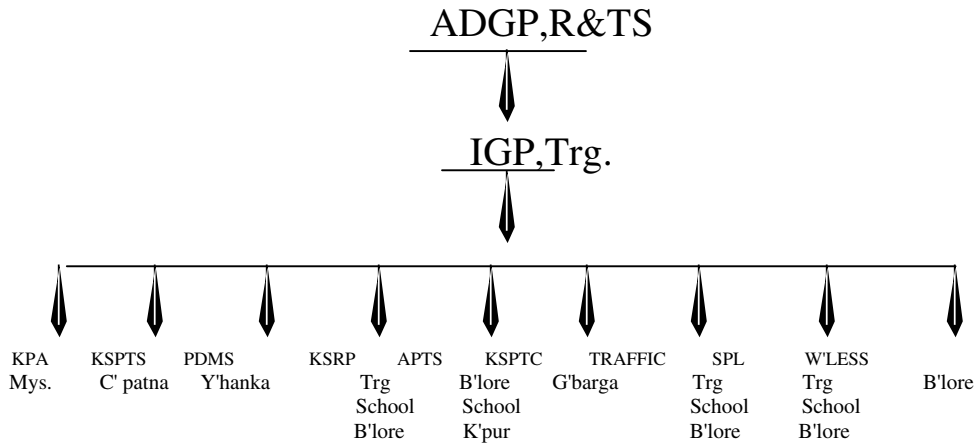 ADGP,R&TS
IGP,Trg.
KPA KSPTS PDMS KSRP APTS KSPTC TRAFFIC SPL W'LESS
Mys. C' patna Y'hanka Trg B'lore G'barga Trg Trg B'lore
School School School School
B'lore K'pur B'lore B'lore